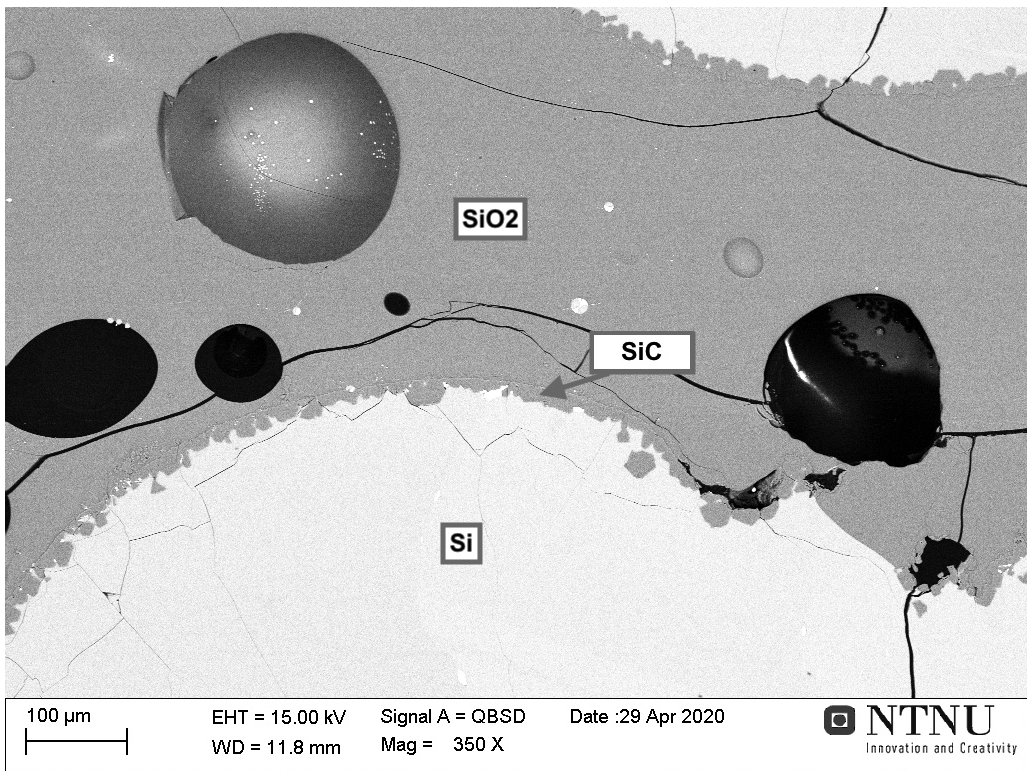 SiO2
SiC
Si
100 µm
EHT = 15.00 kV
Signal A = QBSD
Date :29 Apr 2020
WD = 11.8 mm
Mag = 350 X
NTNU
Innovation and Creativity